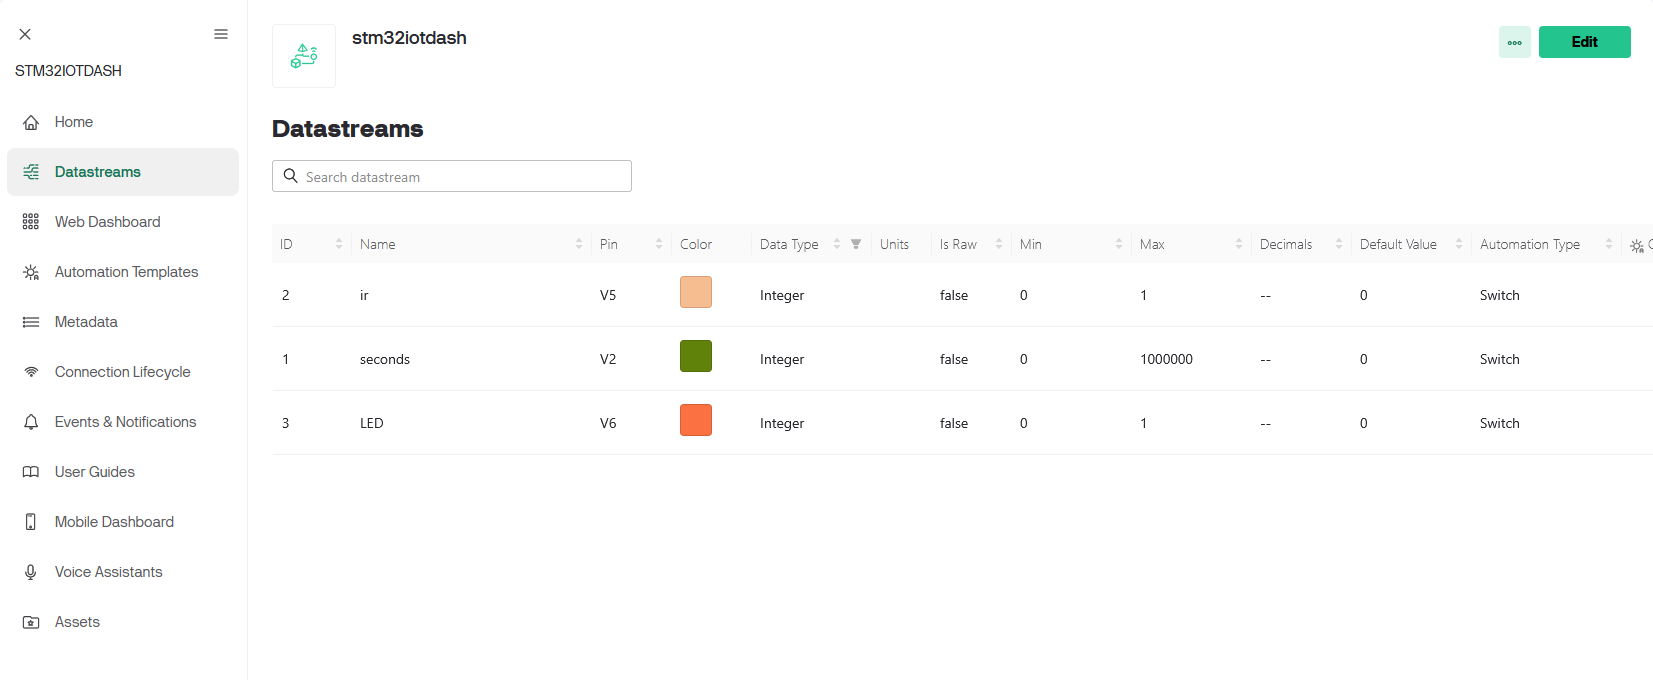 STM32IOTDASH
Home
Datastreams
Web Dashboard
Automation Templates
Metadata
Connection Lifecycle
Events & Notifications
User Guides
Mobile Dashboard
Voice Assistants
Assets
stm32iotdash
Edit
Datastreams
Search datastream
ID Name Pin Color Data Type Units Is Raw Min Max Decimals Default Value Automation Type
2 ir V5 Integer false 0 1 -- 0 Switch
1 seconds V2 Integer false 0 1000000 -- 0 Switch
3 LED V6 Integer false 0 1 -- 0 Switch